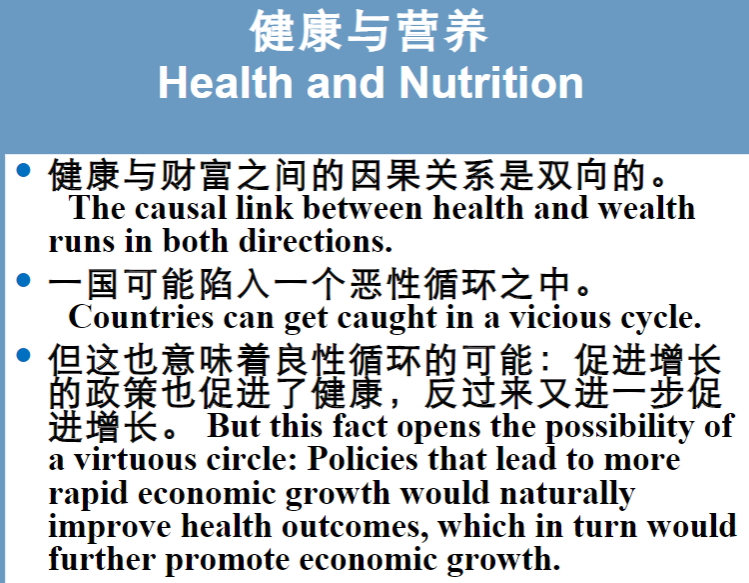 健康与营养
Health and Nutrition
• 健康与财富之间的因果关系是双向的。
The causal link between health and wealth
runs in both directions.
• 一国可能陷入一个恶性循环之中。
Countries can get caught in a vicious cycle.
• 但这也意味着良性循环的可能：促进增长
的政策也促进了健康，反过来又进一步促
进增长。 But this fact opens the possibility of
a virtuous circle: Policies that lead to more
rapid economic growth would naturally
improve health outcomes, which in turn would
further promote economic growth.